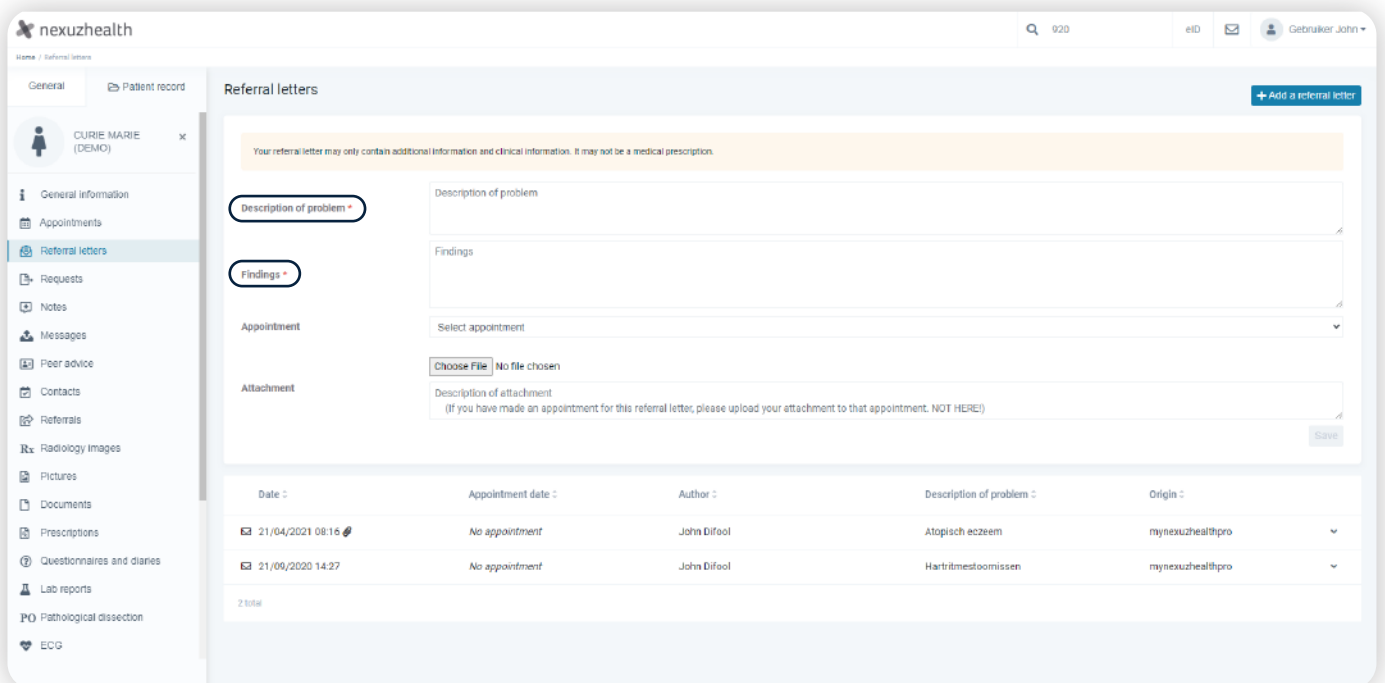 nexuzhealth
920
eID
Gebruiker John
Home / Referral letters
General
Patient record
CURIE MARIE
(DEMO)
×
General information
Appointments
Referral letters
Requests
Notes
Messages
Peer advice
Contacts
Referrals
Rx Radiology images
Pictures
Documents
Prescriptions
Questionnaires and diaries
Lab reports
PO Pathological dissection
ECG
Referral letters
+ Add a referral letter
Your referral letter may only contain additional information and clinical information. It may not be a medical prescription.
Description of problem *
Description of problem
Findings *
Findings
Appointment
Select appointment
Attachment
Choose File No file chosen
Description of attachment
(If you have made an appointment for this referral letter, please upload your attachment to that appointment. NOT HERE!)
Save
Date Appointment date Author Description of problem Origin
21/04/2021 08:16 No appointment John Difool Atopisch eczeem mynexuzhealthpro
21/09/2020 14:27 No appointment John Difool Hartritmestoornissen mynexuzhealthpro
2 total